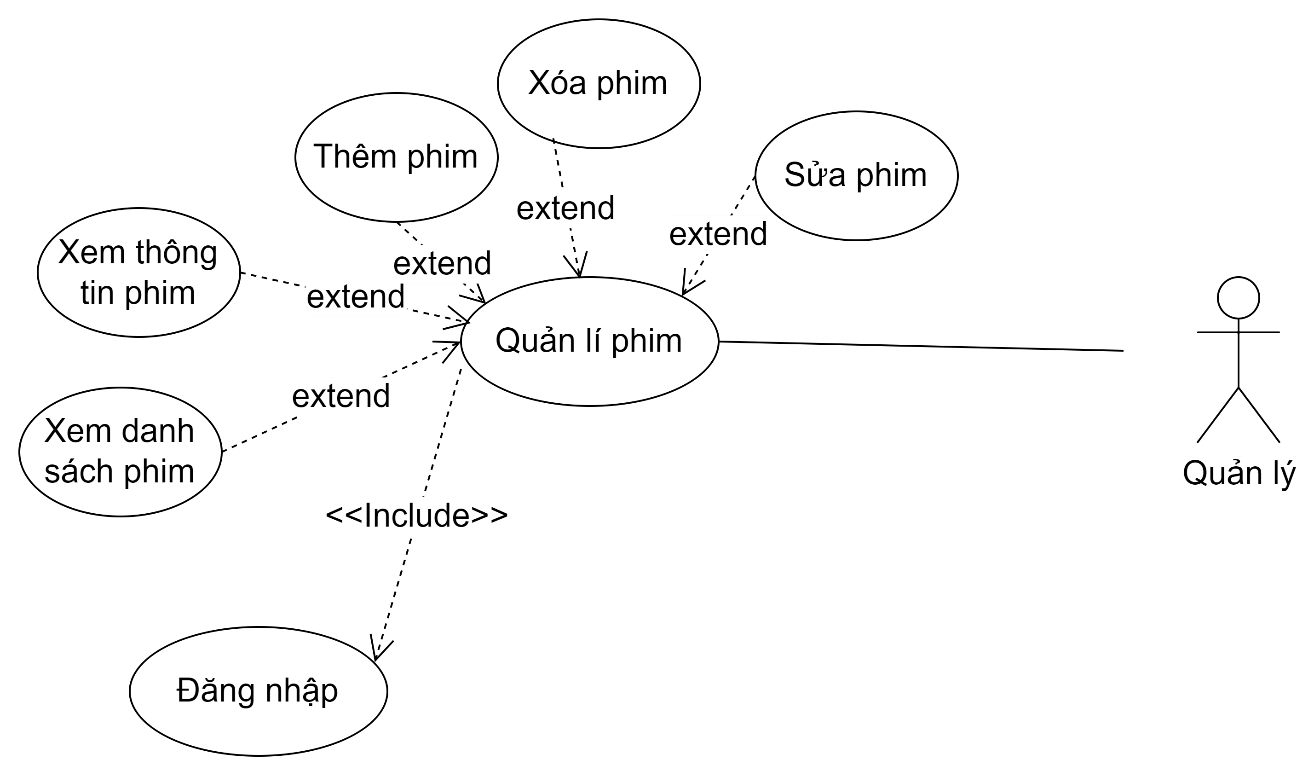 Xóa phim
Thêm phim
Sửa phim
extend
extend
extend
Xem thông
tin phim
extend
Quản lí phim
extend
Xem danh
sách phim
Quản lý
<<Include>>
Đăng nhập